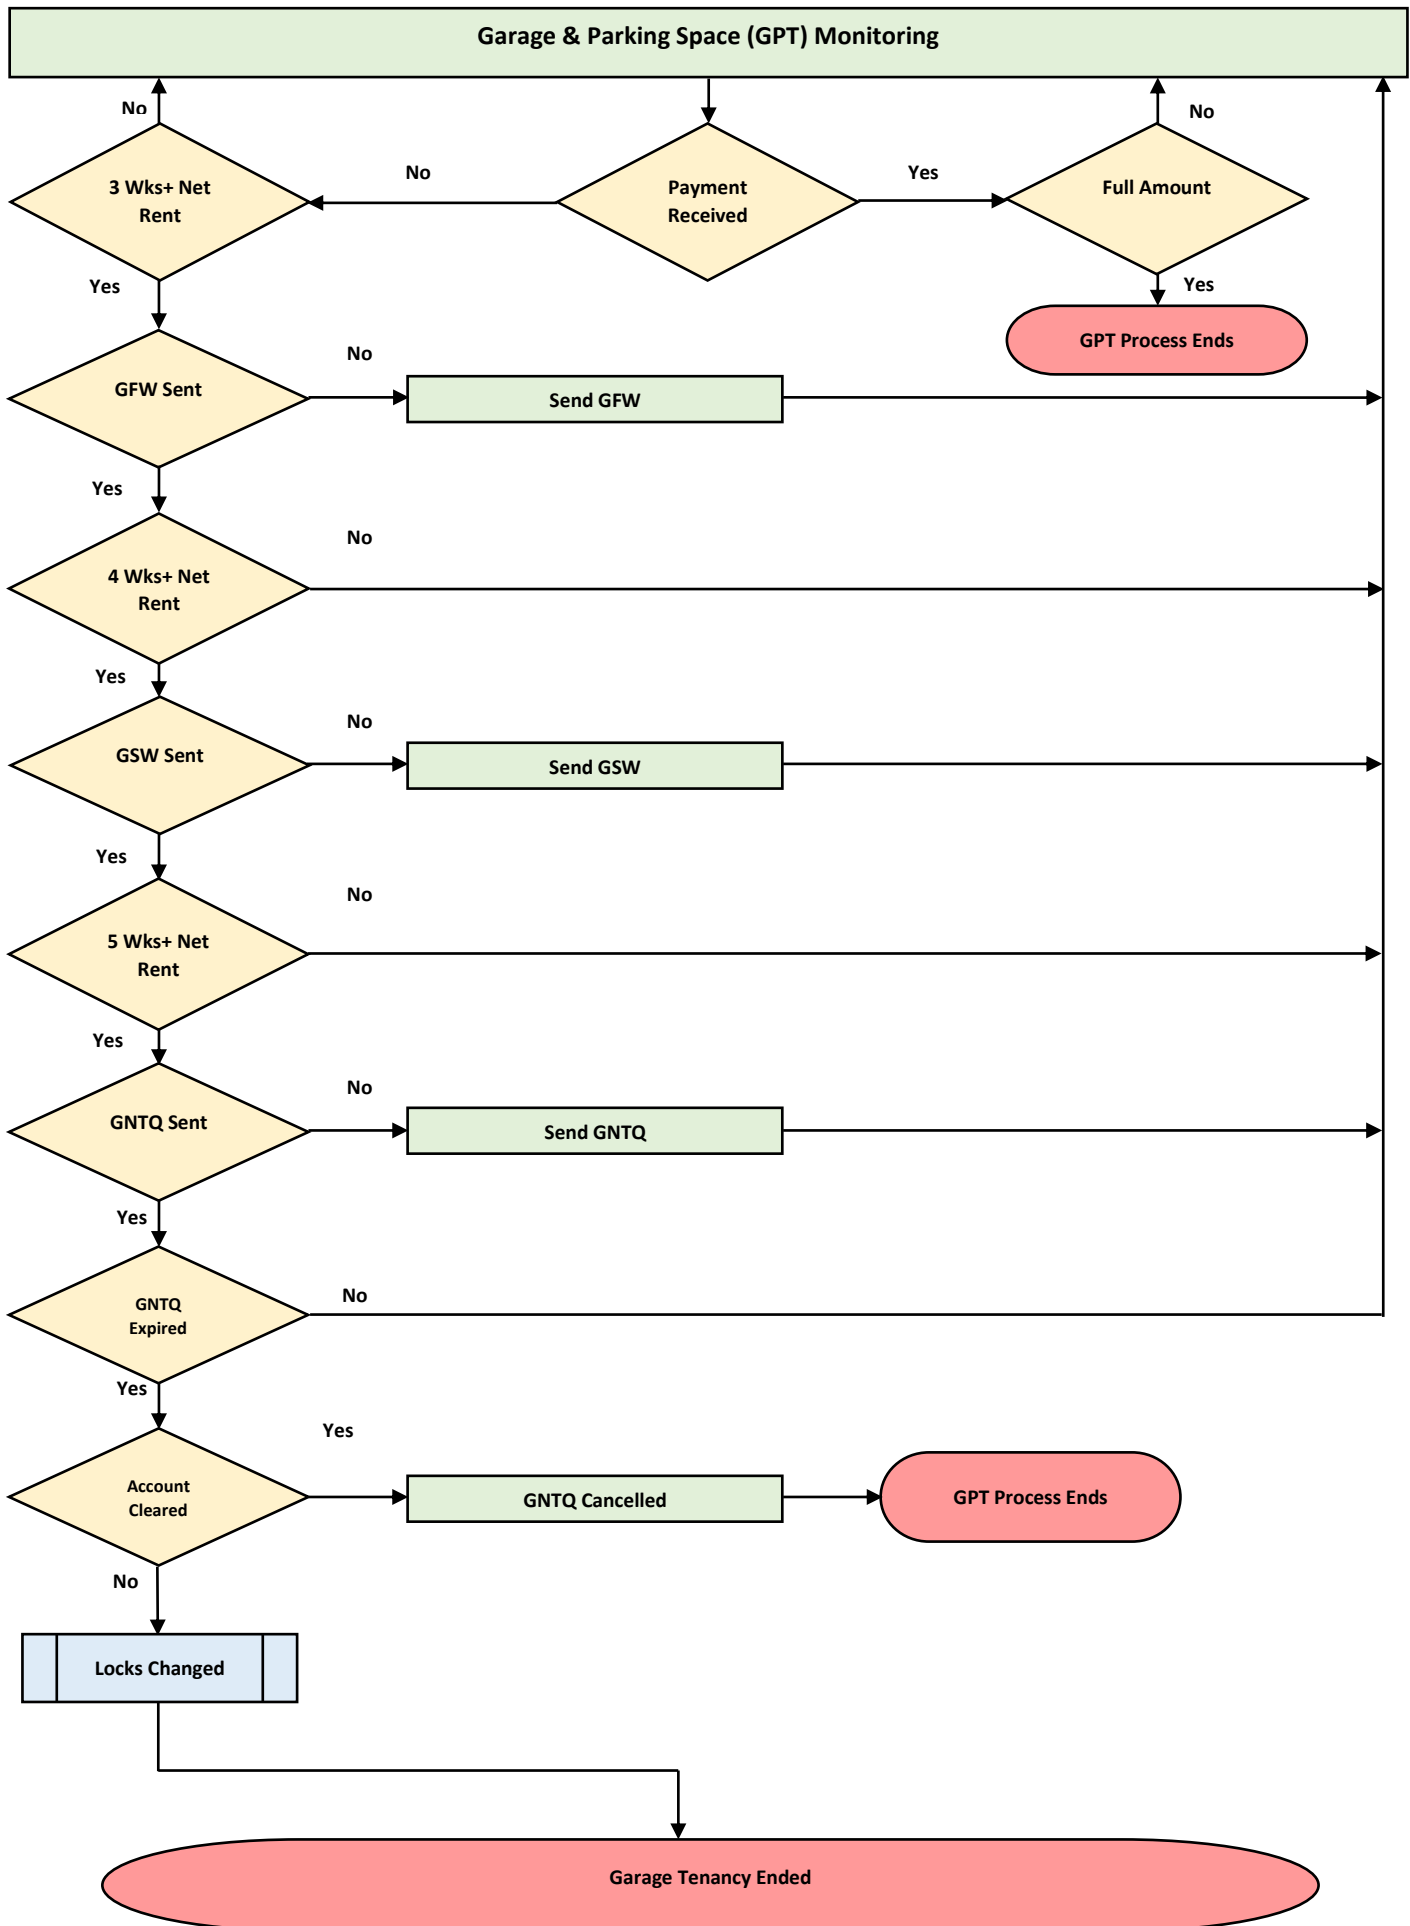 Garage & Parking Space (GPT) Monitoring
No
No
3 Wks+ Net
Rent
No
Payment
Received
Yes
Full Amount
Yes
Yes
GPT Process Ends
GFW Sent
No
Send GFW
Yes
No
4 Wks+ Net
Rent
Yes
No
GSW Sent
Send GSW
Yes
No
5 Wks+ Net
Rent
Yes
No
GNTQ Sent
Send GNTQ
Yes
No
GNTQ
Expired
Yes
Yes
Account
Cleared
GNTQ Cancelled
GPT Process Ends
No
Locks Changed
Garage Tenancy Ended